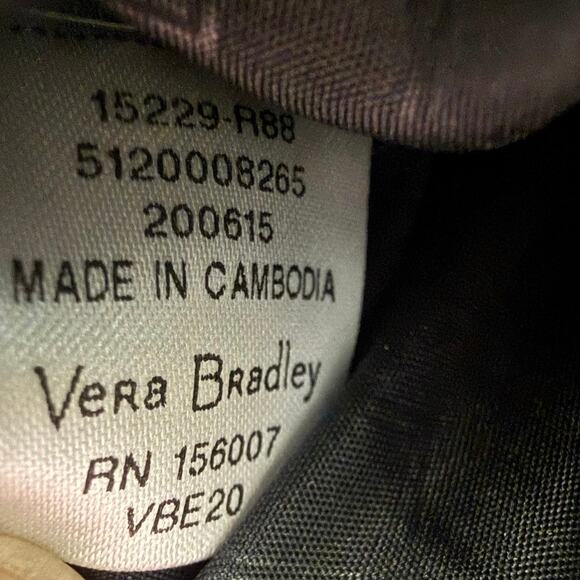 15229-R88
5120008265
200615
MADE IN CAMBODIA
Vera Bradley
RN 156007
VBE20